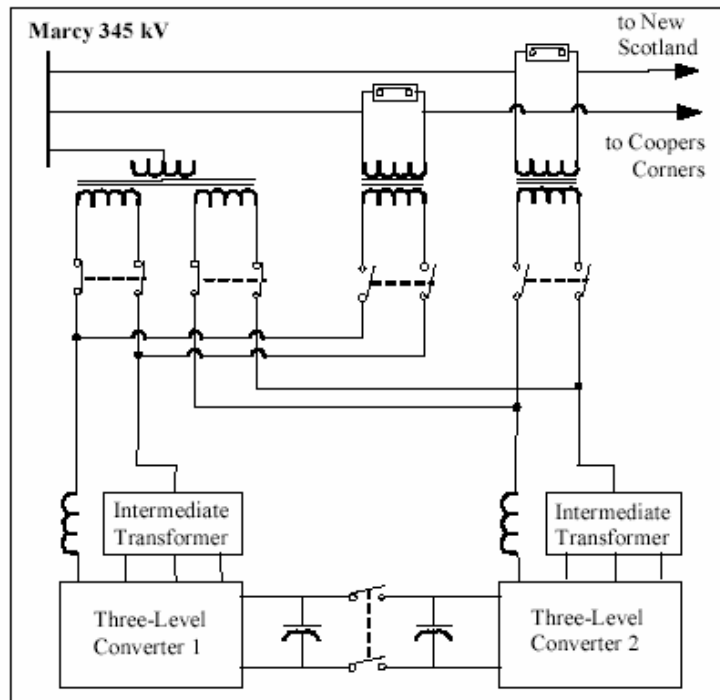 Marcy 345 kV
to New
Scotland
to Coopers
Corners
Intermediate
Transformer
Intermediate
Transformer
Three-Level
Converter 1
Three-Level
Converter 2